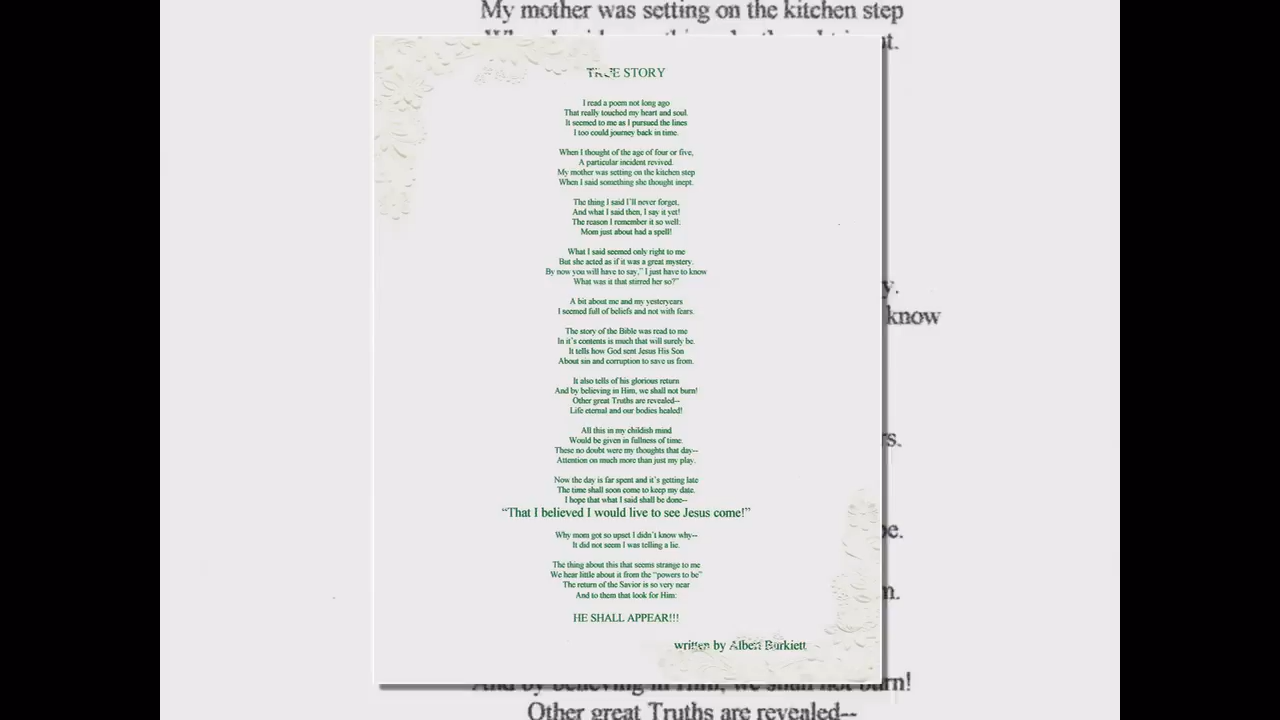 My mother was setting on the kitchen step
TRUE STORY
I read a poem not long ago
That really touched my heart and soul.
It seemed to me as I pursued the lines
I too could journey back in time.
When I thought of the age of four or five,
A particular incident revived.
My mother was setting on the kitchen step
When I said something she thought inept.
The thing I said I'll never forget,
And what I said then, I say it yet!
The reason I remember it so well:
Mom just about had a spell!
What I said seemed only right to me
But she acted as if it was a great mystery.
By now you will have to say," I just have to know
What was it that stirred her so?"
A bit about me and my yesteryears
I seemed full of beliefs and not with fears.
The story of the Bible was read to me
In it's contents is much that will surely be.
It tells how God sent Jesus His Son
About sin and corruption to save us from.
It also tells of his glorious return
And by believing in Him, we shall not burn!
Other great Truths are revealed--
Life eternal and our bodies healed!
All this in my childish mind
Would be given in fullness of time.
These no doubt were my thoughts that day--
Attention on much more than just my play.
Now the day is far spent and it's getting late
The time shall soon come to keep my date.
I hope that what I said shall be done--
"That I believed I would live to see Jesus come!"
Why mom got so upset I didn't know why--
It did not seem I was telling a lie.
The thing about this that seems strange to me
We hear little about it from the "powers to be"
The return of the Savior is so very near
And to them that look for Him:
HE SHALL APPEAR!!!
written by Albert Burkiett
know
And by believing in Him, we shall not burn!
Other great Truths are revealed--